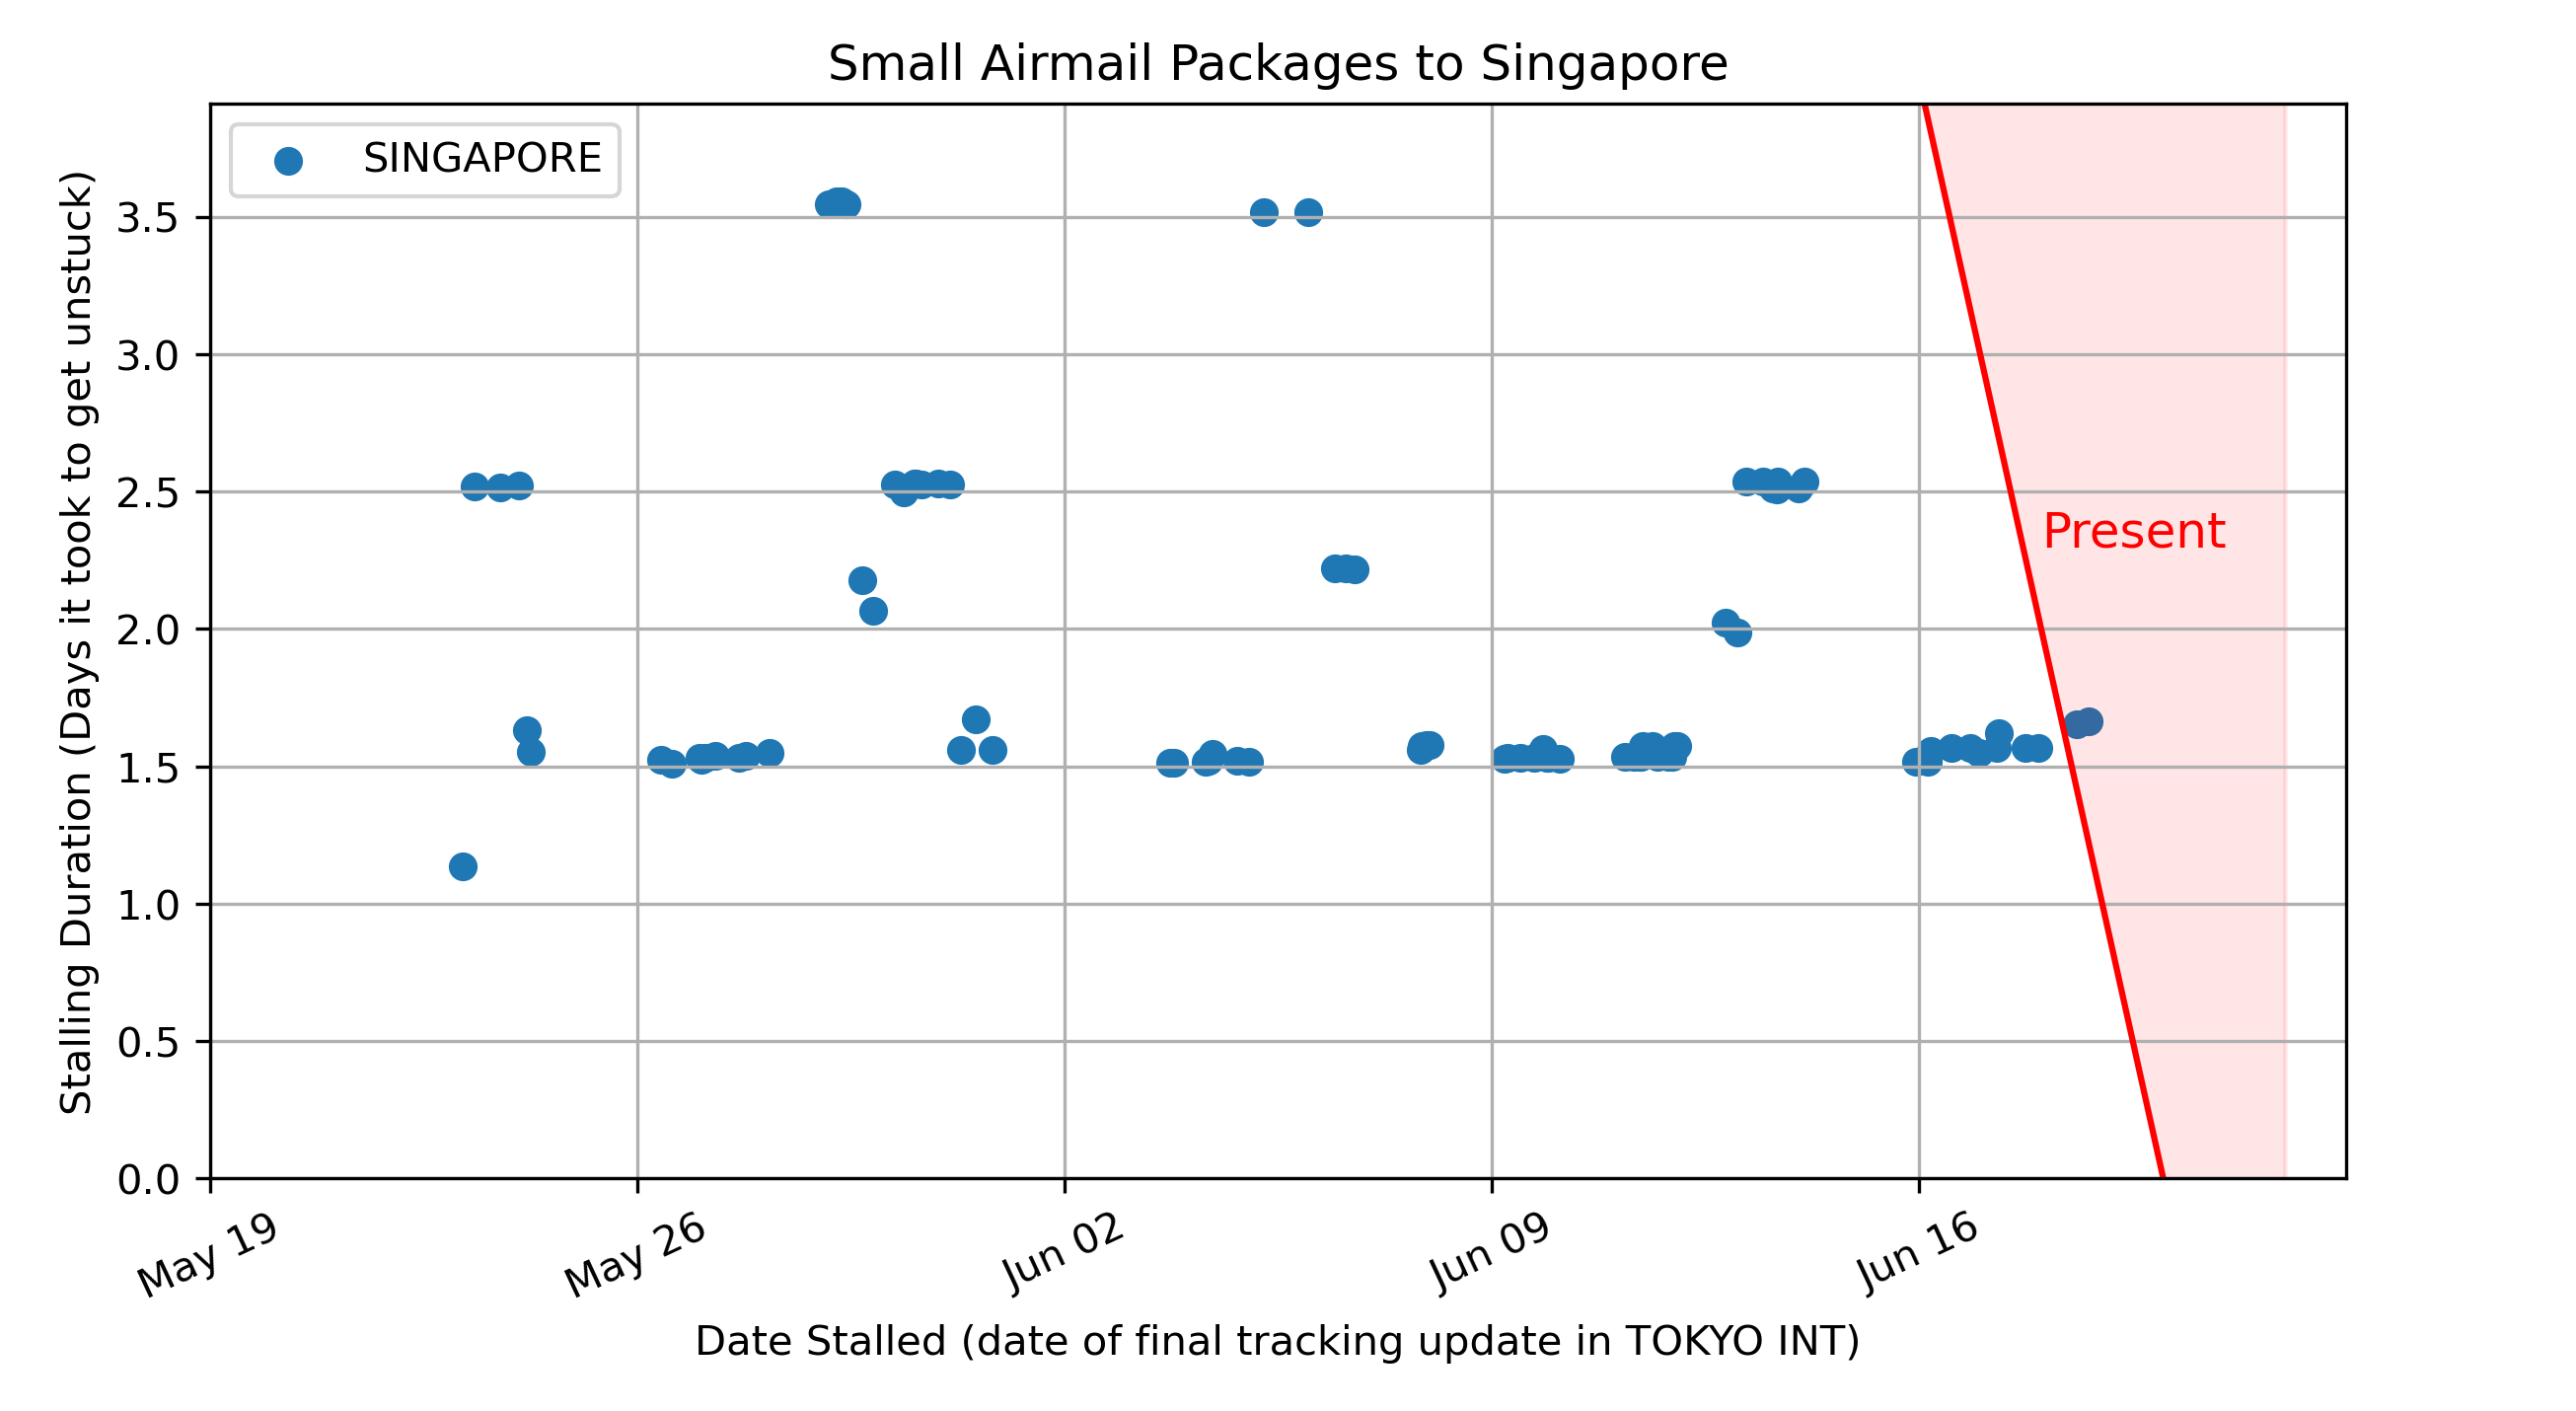 Small Airmail Packages to Singapore
SINGAPORE
Stalling Duration (Days it took to get unstuck)
3.5
3.0
2.5
2.0
1.5
1.0
0.5
0.0
Present
May 19
May 26
Jun 02
Jun 09
Jun 16
Date Stalled (date of final tracking update in TOKYO INT)